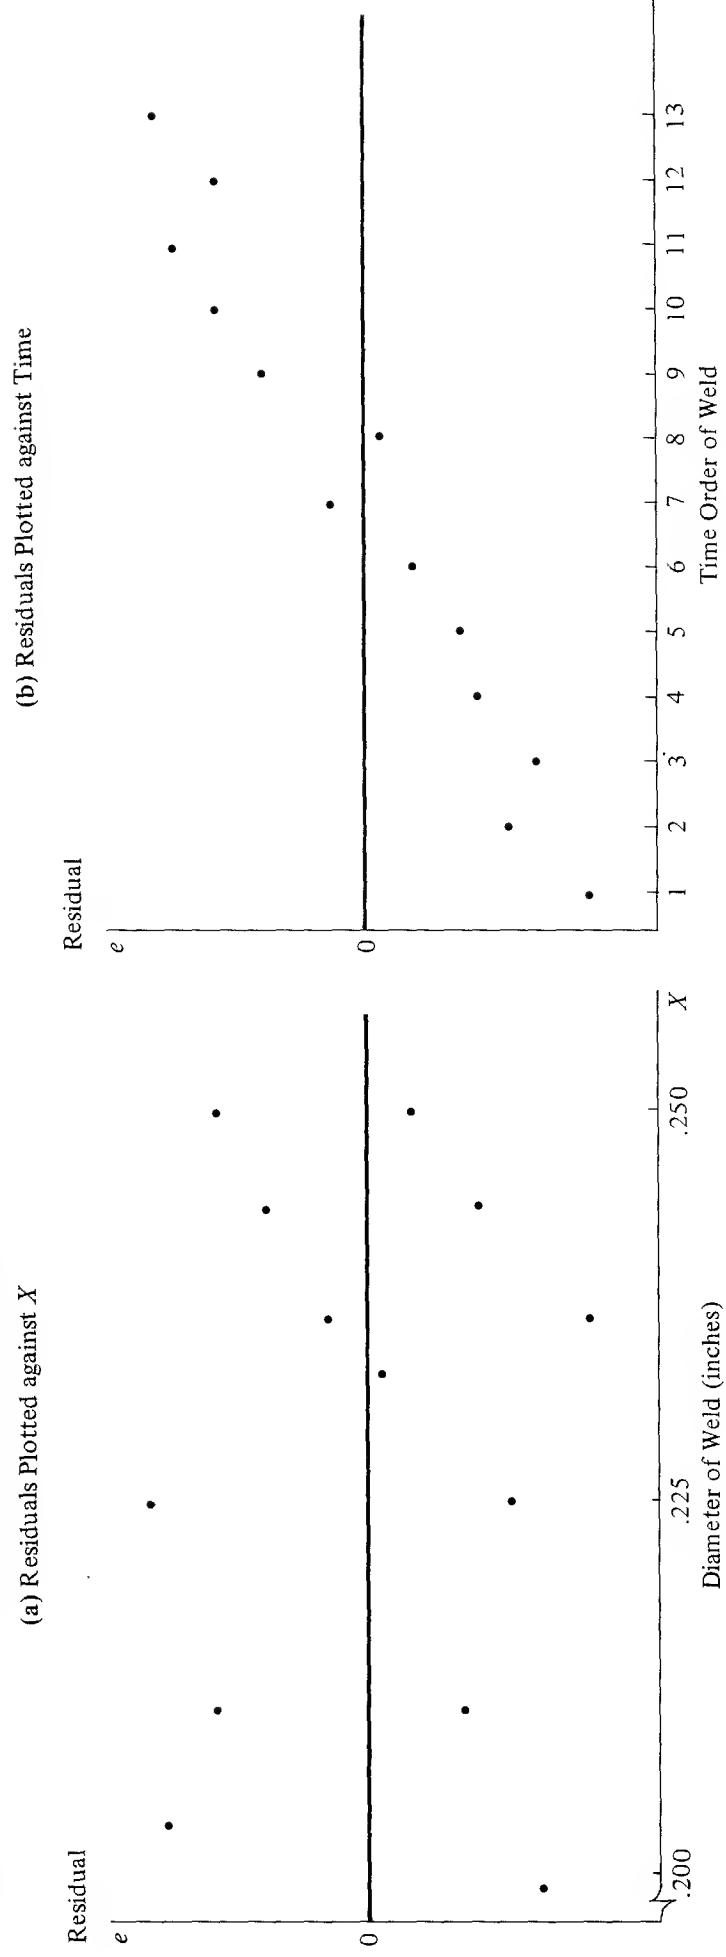 (a) Residuals Plotted against X
Residual
e
0
.200
.225
.250
X
Diameter of Weld (inches)
(b) Residuals Plotted against Time
Residual
e
0
1 2 3 4 5 6 7 8 9 10 11 12 13
Time Order of Weld